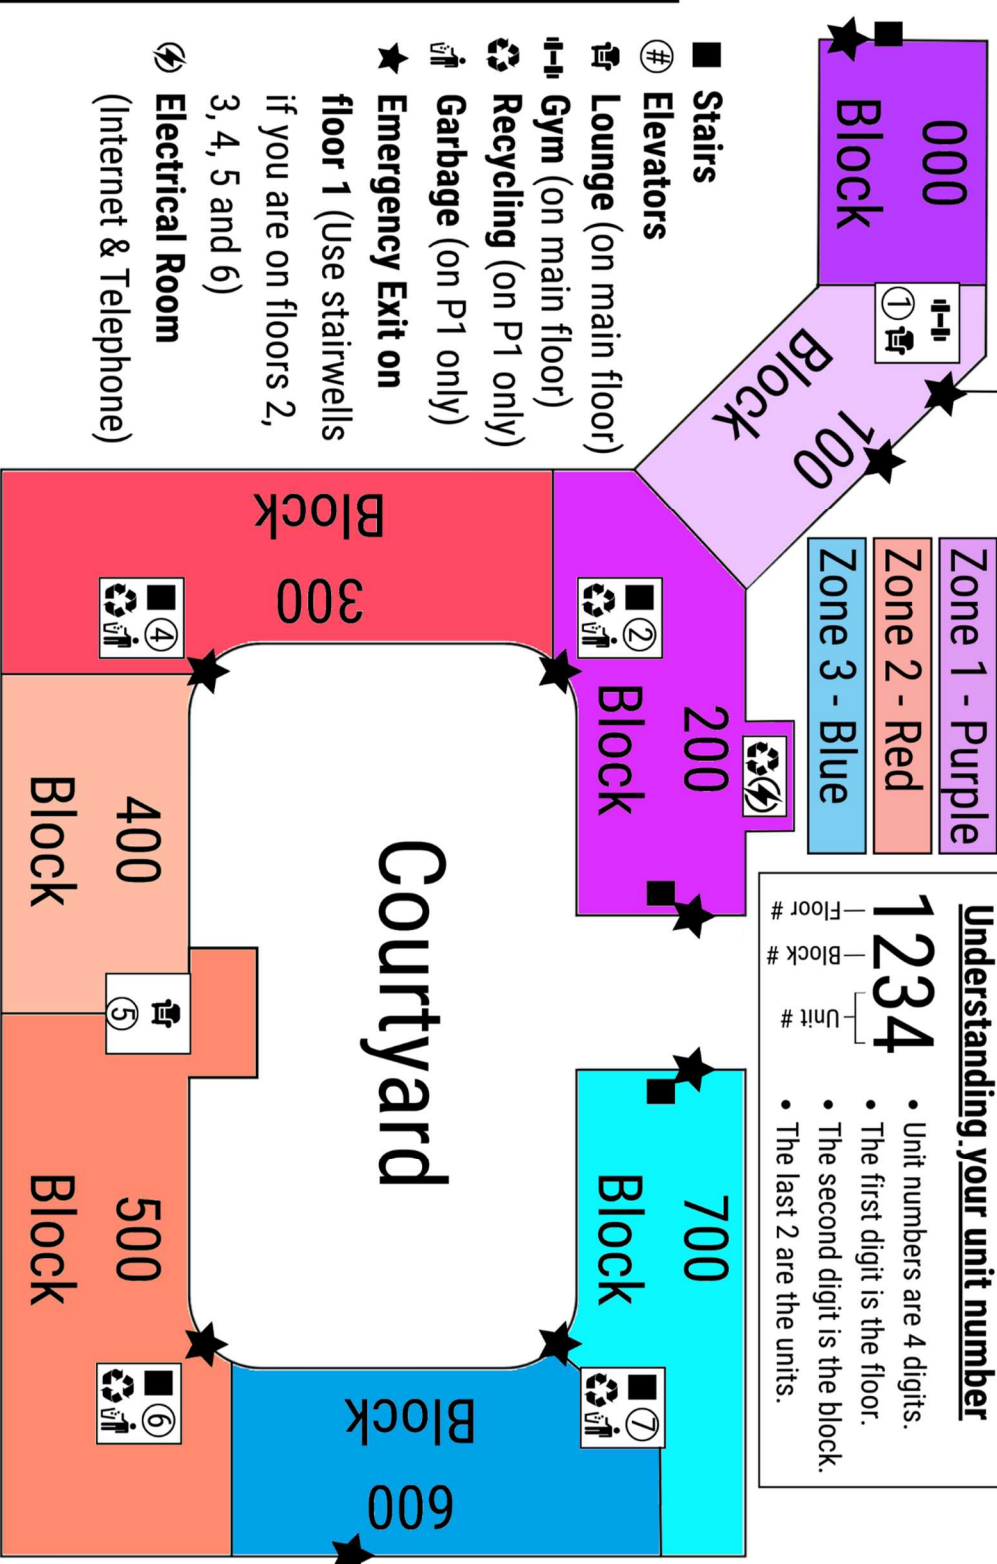 000
Block
①
Block
100
Zone 1 - Purple
Zone 2 - Red
Zone 3 - Blue
Understanding your unit number
1234
Floor #
Block #
Unit #
• Unit numbers are 4 digits.
• The first digit is the floor.
• The second digit is the block.
• The last 2 are the units.
Stairs
# Elevators
Lounge (on main floor)
Gym (on main floor)
Recycling (on P1 only)
Garbage (on P1 only)
Emergency Exit on
floor 1 (Use stairwells
if you are on floors 2,
3, 4, 5 and 6)
Electrical Room
(Internet & Telephone)
200
Block
②
Block
300
④
Courtyard
700
Block
⑦
400
Block
⑤
500
Block
⑥
Block
600